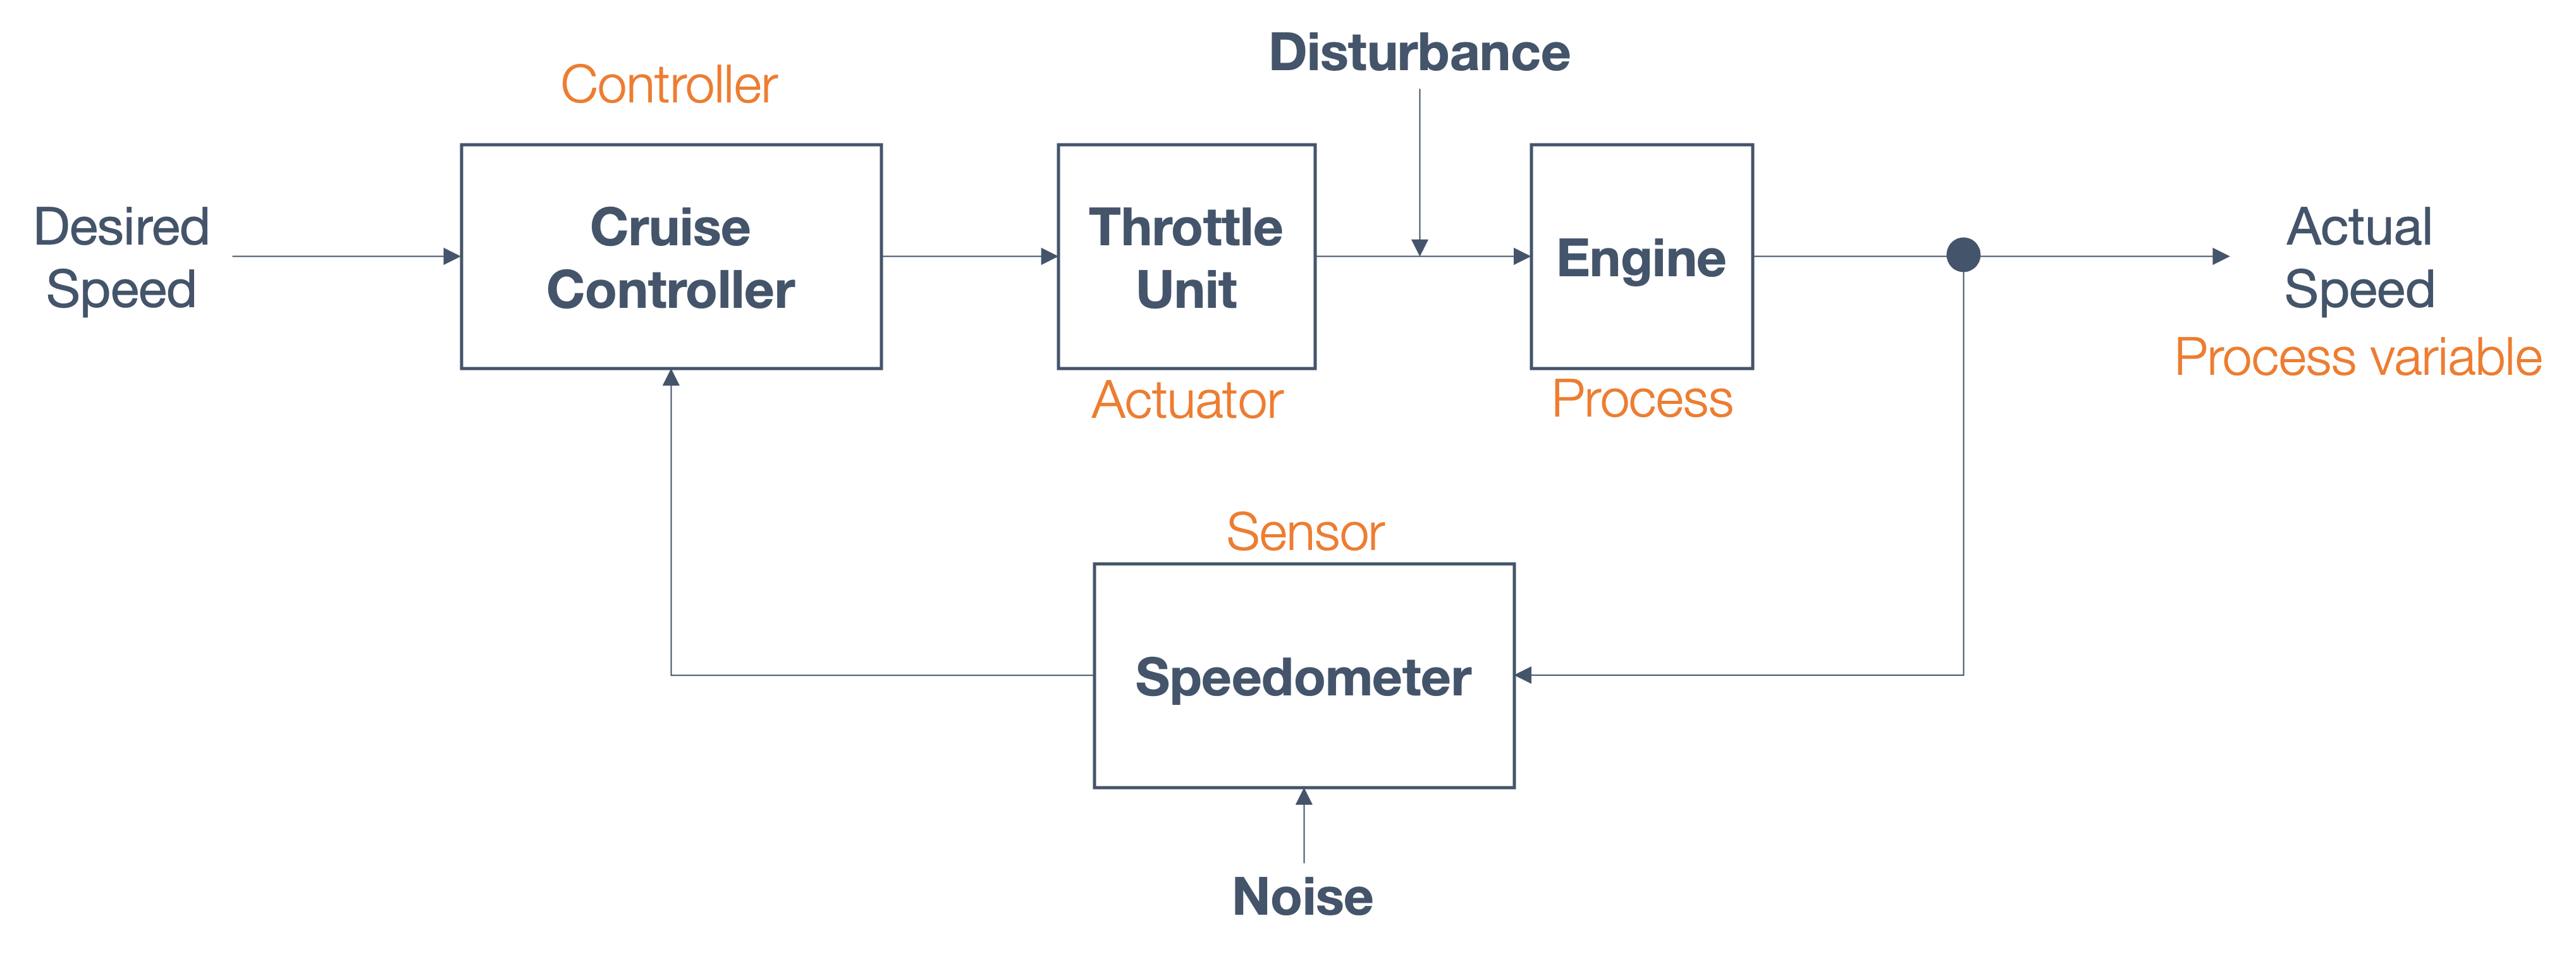 Disturbance
Controller
Desired
Speed
Cruise
Controller
Throttle
Unit
Engine
Actual
Speed
Process variable
Actuator
Process
Sensor
Speedometer
Noise